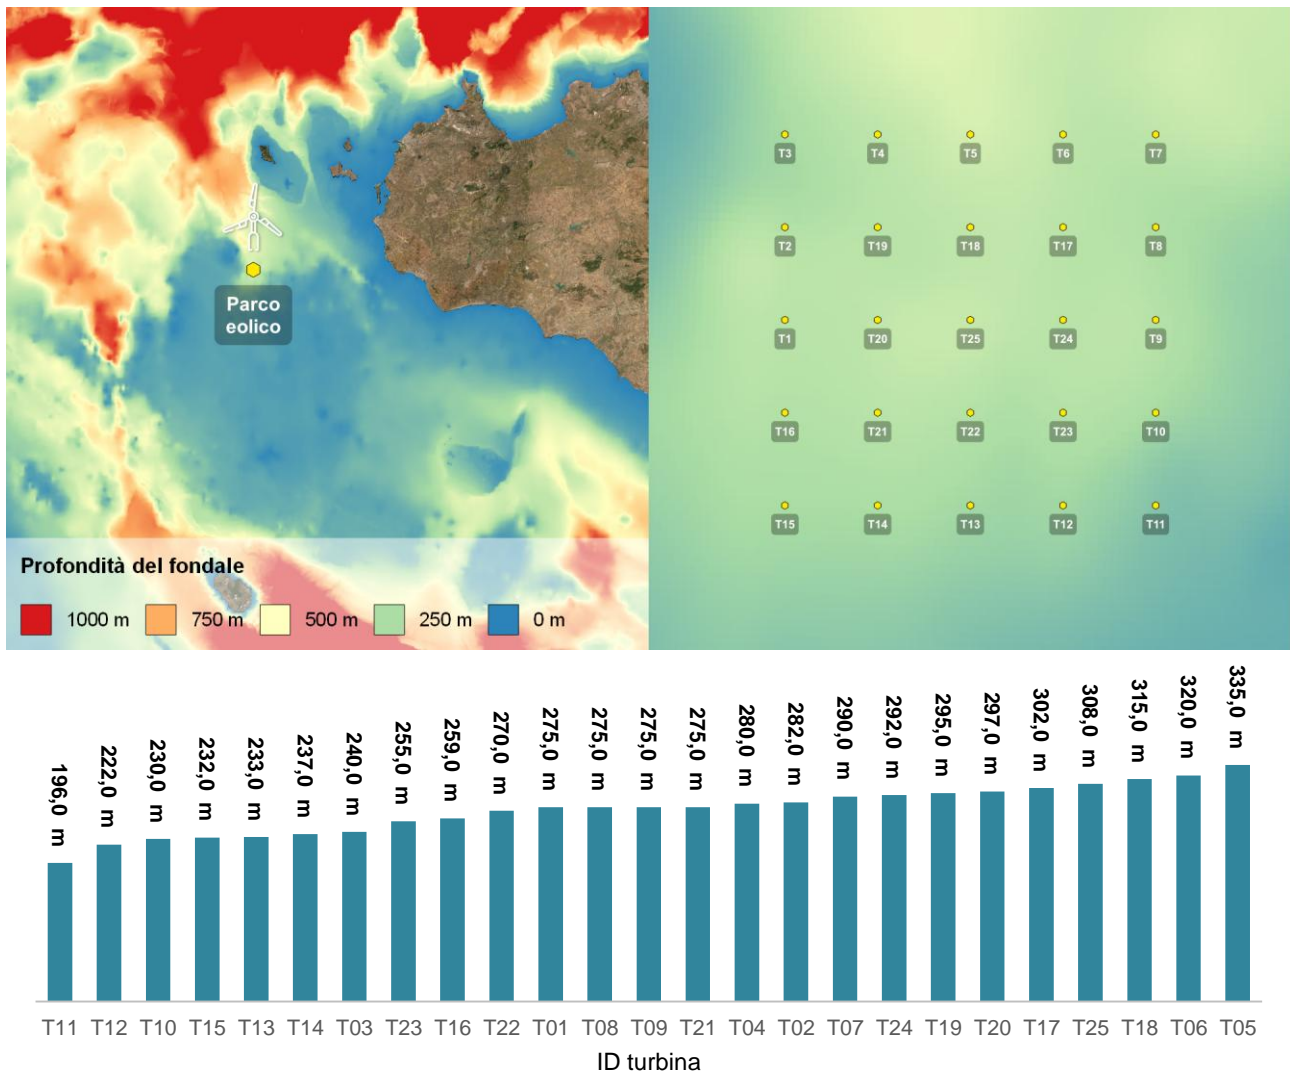 Parco
eolico
Profondità del fondale
1000 m 750 m 500 m 250 m 0 m
T3 T4 T5 T6 T7
T2 T19 T18 T17 T8
T1 T20 T25 T24 T9
T16 T21 T22 T23 T10
T15 T14 T13 T12 T11
196,0 m 222,0 m 230,0 m 232,0 m 233,0 m 237,0 m 240,0 m 255,0 m 259,0 m 270,0 m 275,0 m 275,0 m 275,0 m 275,0 m 280,0 m 282,0 m 290,0 m 292,0 m 295,0 m 297,0 m 302,0 m 308,0 m 315,0 m 320,0 m 335,0 m
T11 T12 T10 T15 T13 T14 T03 T23 T16 T22 T01 T08 T09 T21 T04 T02 T07 T24 T19 T20 T17 T25 T18 T06 T05
ID turbina